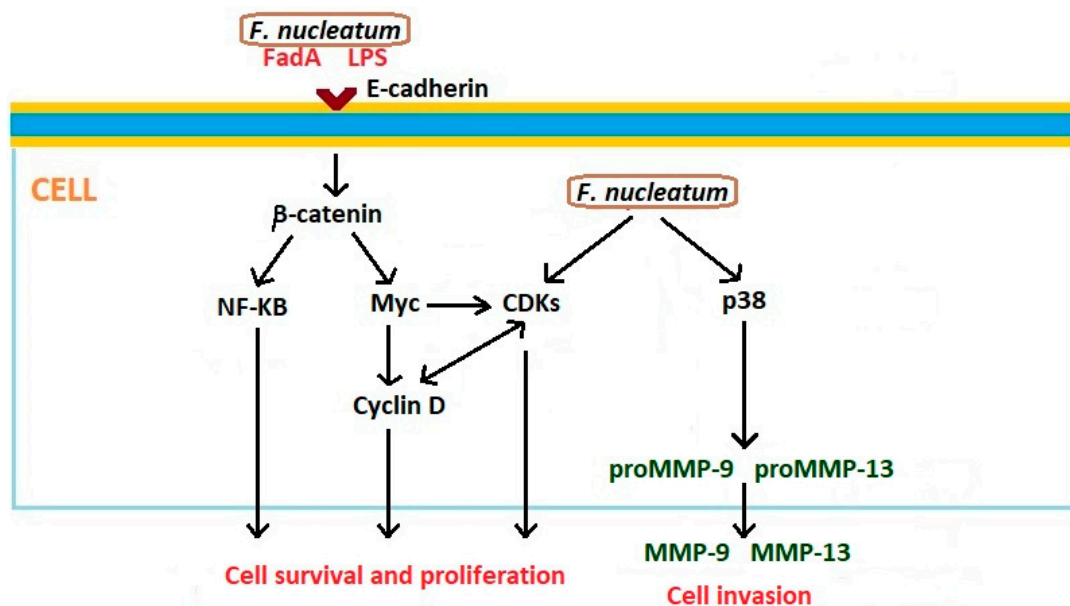 F. nucleatum
FadA LPS
E-cadherin
CELL
F. nucleatum
β-catenin
NF-KB Myc CDKs p38
Cyclin D
proMMP-9 proMMP-13
MMP-9 MMP-13
Cell survival and proliferation
Cell invasion